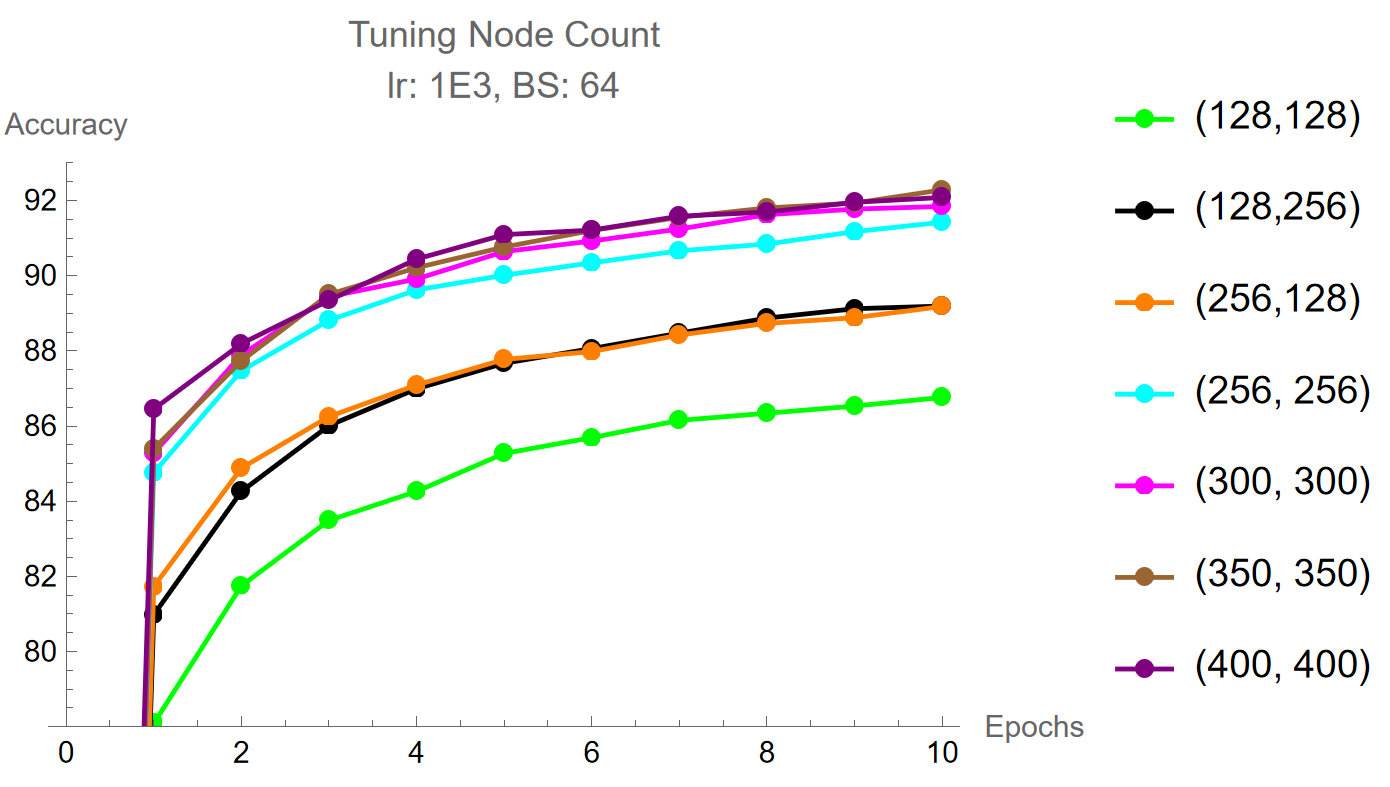 Tuning Node Count
lr: 1E3, BS: 64
Accuracy
92
90
88
86
84
82
80
0 2 4 6 8 10
Epochs
(128,128)
(128,256)
(256,128)
(256, 256)
(300, 300)
(350, 350)
(400, 400)